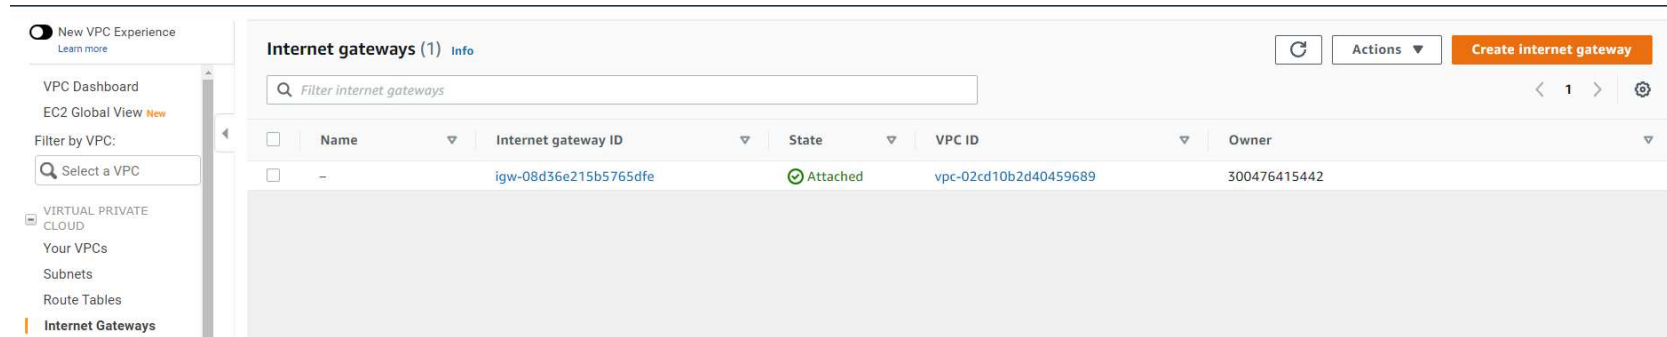 New VPC Experience
Learn more
VPC Dashboard
EC2 Global View New
Filter by VPC:
Select a VPC
VIRTUAL PRIVATE
CLOUD
Your VPCs
Subnets
Route Tables
Internet Gateways
Internet gateways (1) Info
Actions
Create internet gateway
Filter internet gateways
1
Name Internet gateway ID State VPC ID Owner
– igw-08d36e215b5765dfe Attached vpc-02cd10b2d40459689 300476415442